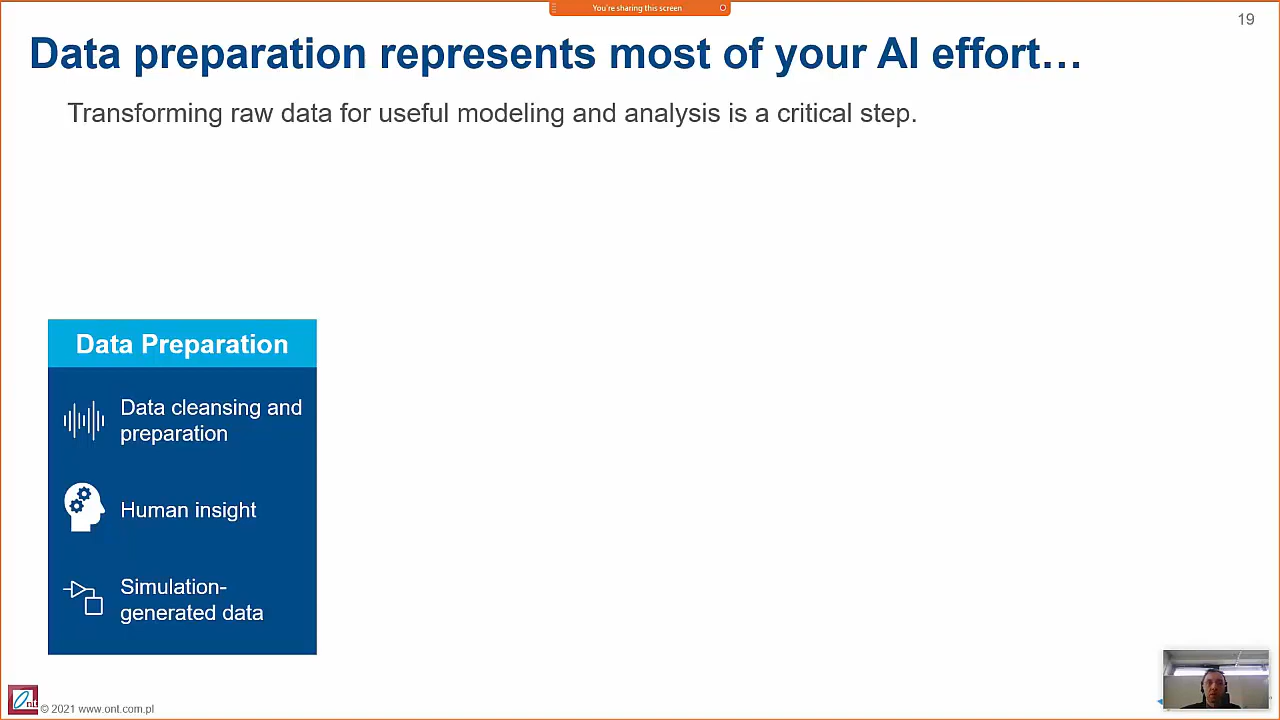 You're sharing this screen
19
Data preparation represents most of your AI effort…
Transforming raw data for useful modeling and analysis is a critical step.
Data Preparation
Data cleansing and
preparation
Human insight
Simulation-
generated data
Ont
© 2021 www.ont.com.pl